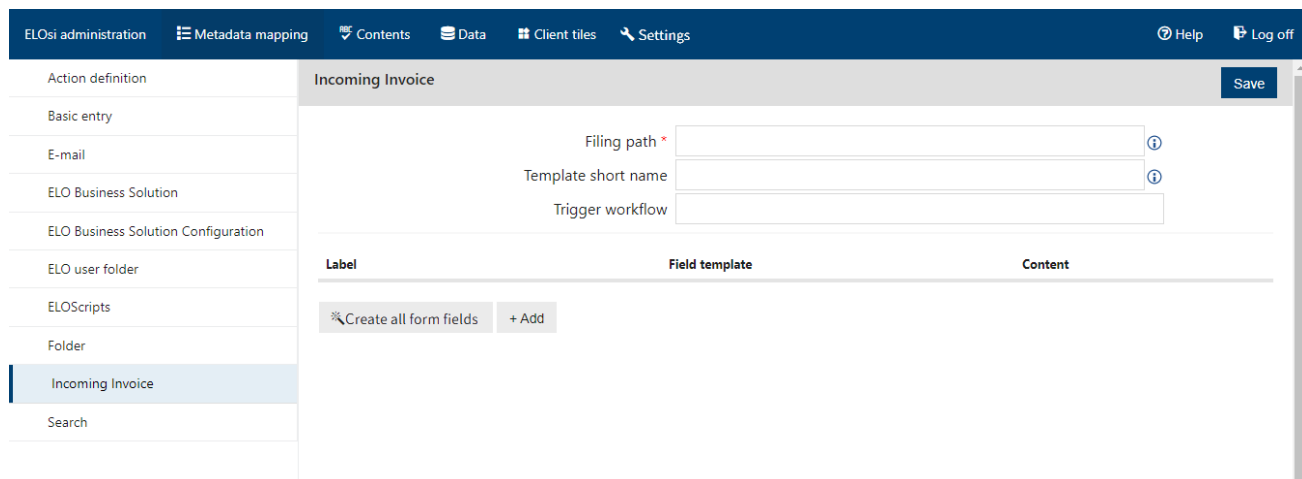 ELOsi administration Metadata mapping ABC Contents Data Client tiles Settings Help Log off
Action definition
Basic entry
E-mail
ELO Business Solution
ELO Business Solution Configuration
ELO user folder
ELOScripts
Folder
Incoming Invoice
Search
Incoming Invoice Save
Filing path *
Template short name
Trigger workflow
Label Field template Content
Create all form fields + Add